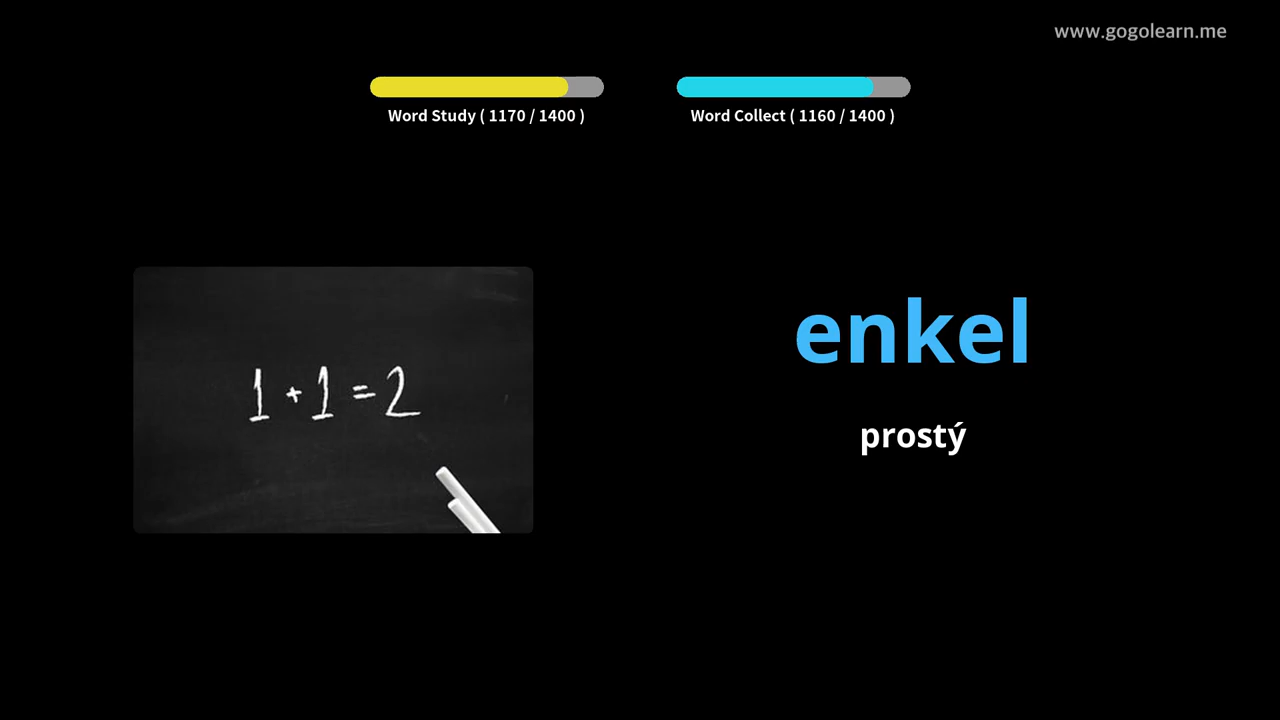 www.gogolearn.me
Word Study ( 1170 / 1400 )
Word Collect ( 1160 / 1400 )
1 + 1 = 2
enkel
prostý